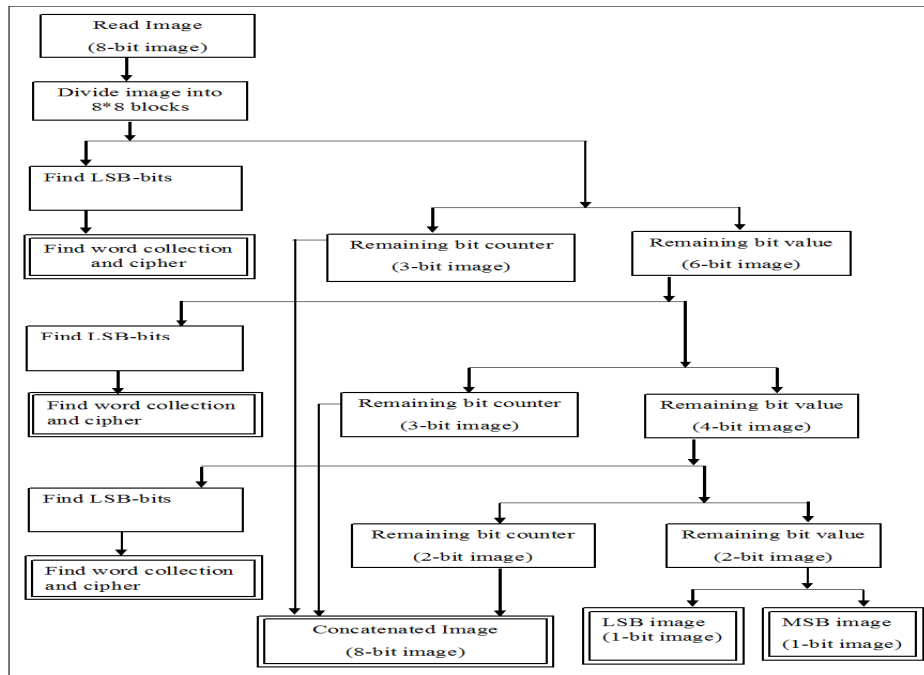 Read Image
(8-bit image)
Divide image into
8*8 blocks
Find LSB-bits
Find word collection
and cipher
Remaining bit counter
(3-bit image)
Remaining bit value
(6-bit image)
Find LSB-bits
Find word collection
and cipher
Remaining bit counter
(3-bit image)
Remaining bit value
(4-bit image)
Find LSB-bits
Find word collection
and cipher
Remaining bit counter
(2-bit image)
Remaining bit value
(2-bit image)
Concatenated Image
(8-bit image)
LSB image
(1-bit image)
MSB image
(1-bit image)